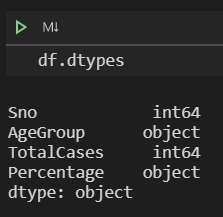 M↓
df.dtypes
Sno int64
AgeGroup object
TotalCases int64
Percentage object
dtype: object